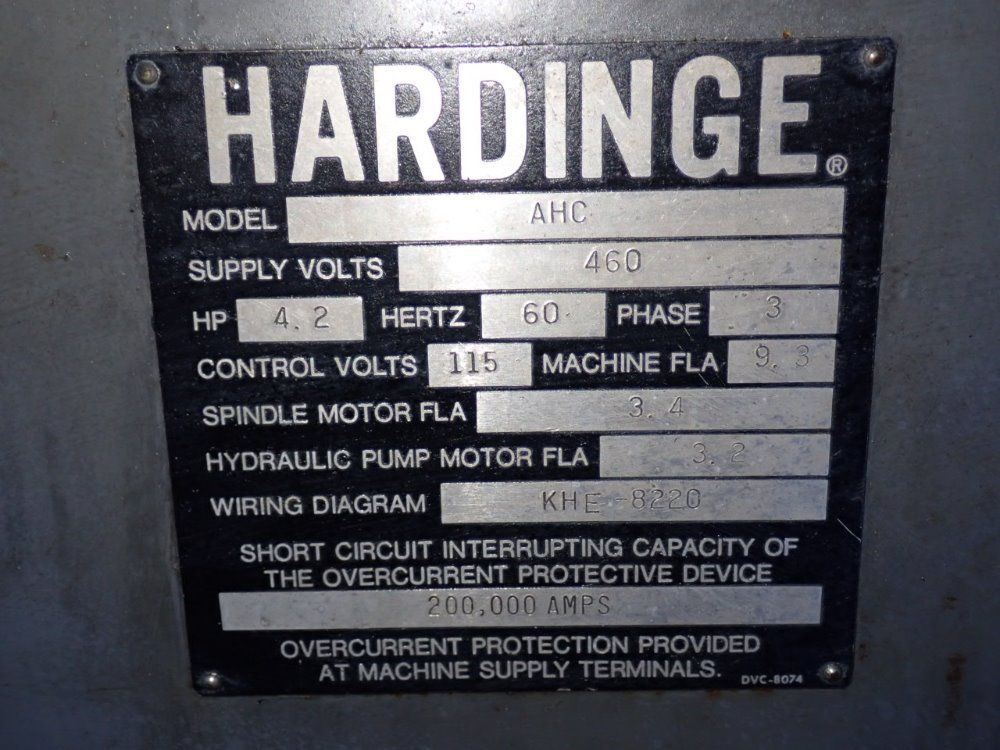 HARDINGE®
MODEL AHC
SUPPLY VOLTS 460
HP 4.2 HERTZ 60 PHASE 3
CONTROL VOLTS 115 MACHINE FLA 9.3
SPINDLE MOTOR FLA 3.4
HYDRAULIC PUMP MOTOR FLA 3.2
WIRING DIAGRAM KHE-8220
SHORT CIRCUIT INTERRUPTING CAPACITY OF
THE OVERCURRENT PROTECTIVE DEVICE
200,000 AMPS
OVERCURRENT PROTECTION PROVIDED
AT MACHINE SUPPLY TERMINALS.
DVC-8074